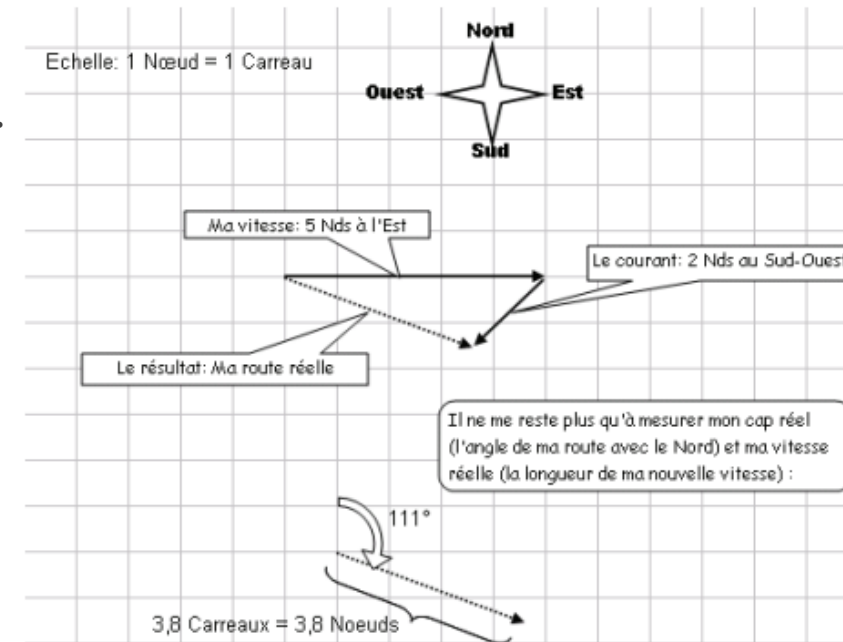 Nord
Echelle: 1 Nœud = 1 Carreau
Ouest Est
Sud
Ma vitesse: 5 Nds à l'Est
Le courant: 2 Nds au Sud-Ouest
Le résultat: Ma route réelle
Il ne me reste plus qu'à mesurer mon cap réel
(l'angle de ma route avec le Nord) et ma vitesse
réelle (la longueur de ma nouvelle vitesse) :
111°
3,8 Carreaux = 3,8 Noeuds